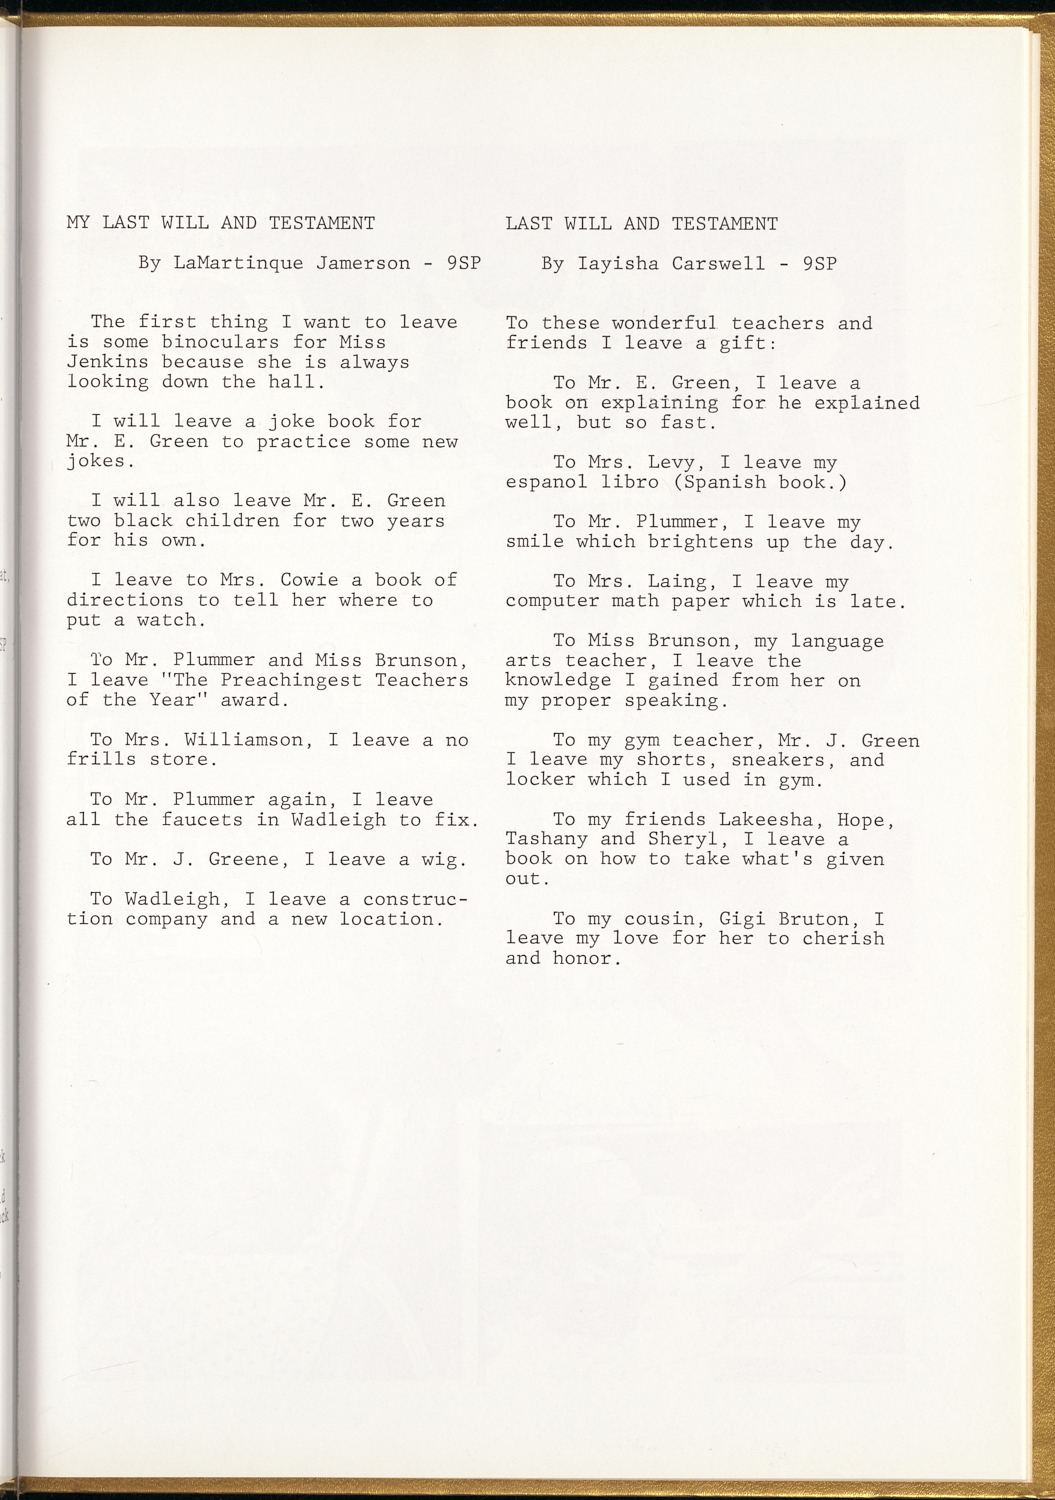 MY LAST WILL AND TESTAMENT
By LaMartinque Jamerson - 9SP
The first thing I want to leave
is some binoculars for Miss
Jenkins because she is always
looking down the hall.
I will leave a joke book for
Mr. E. Green to practice some new
jokes.
I will also leave Mr. E. Green
two black children for two years
for his own.
I leave to Mrs. Cowie a book of
directions to tell her where to
put a watch.
To Mr. Plummer and Miss Brunson,
I leave "The Preachingest Teachers
of the Year" award.
To Mrs. Williamson, I leave a no
frills store.
To Mr. Plummer again, I leave
all the faucets in Wadleigh to fix.
To Mr. J. Greene, I leave a wig.
To Wadleigh, I leave a construc-
tion company and a new location.
LAST WILL AND TESTAMENT
By Iayisha Carswell - 9SP
To these wonderful teachers and
friends I leave a gift:
To Mr. E. Green, I leave a
book on explaining for he explained
well, but so fast.
To Mrs. Levy, I leave my
espanol libro (Spanish book.)
To Mr. Plummer, I leave my
smile which brightens up the day.
To Mrs. Laing, I leave my
computer math paper which is late.
To Miss Brunson, my language
arts teacher, I leave the
knowledge I gained from her on
my proper speaking.
To my gym teacher, Mr. J. Green
I leave my shorts, sneakers, and
locker which I used in gym.
To my friends Lakeesha, Hope,
Tashany and Sheryl, I leave a
book on how to take what's given
out.
To my cousin, Gigi Bruton, I
leave my love for her to cherish
and honor.